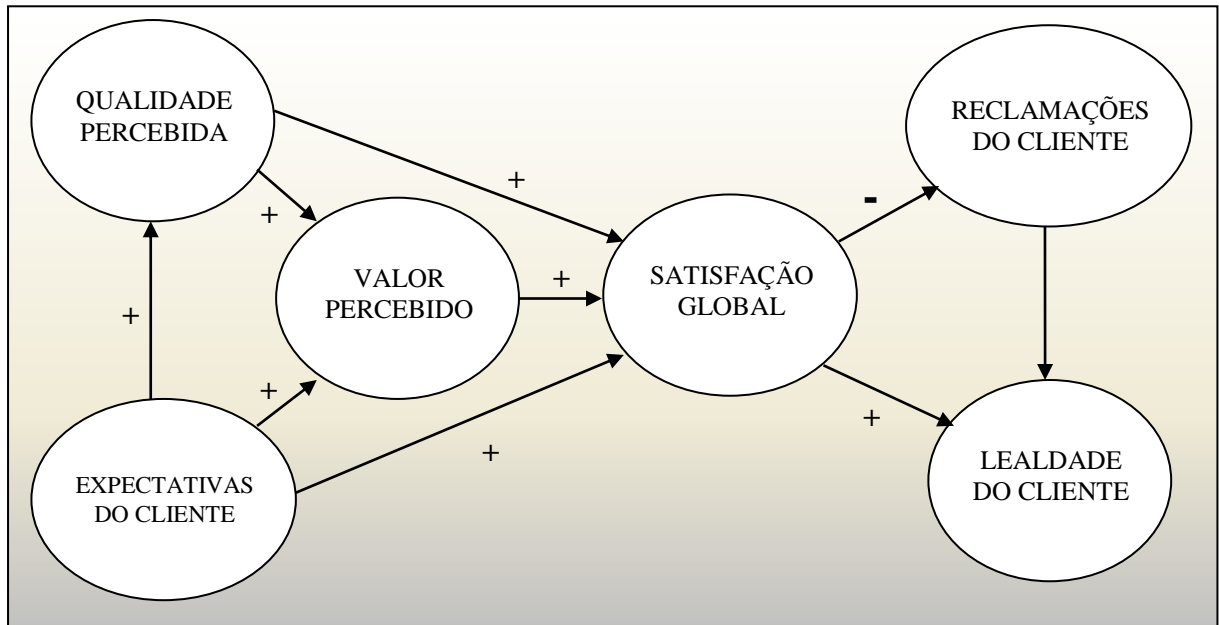 QUALIDADE
PERCEBIDA
RECLAMAÇÕES
DO CLIENTE
+
+
-
VALOR
PERCEBIDO
+
SATISFAÇÃO
GLOBAL
+
+
+
+
EXPECTATIVAS
DO CLIENTE
LEALDADE
DO CLIENTE